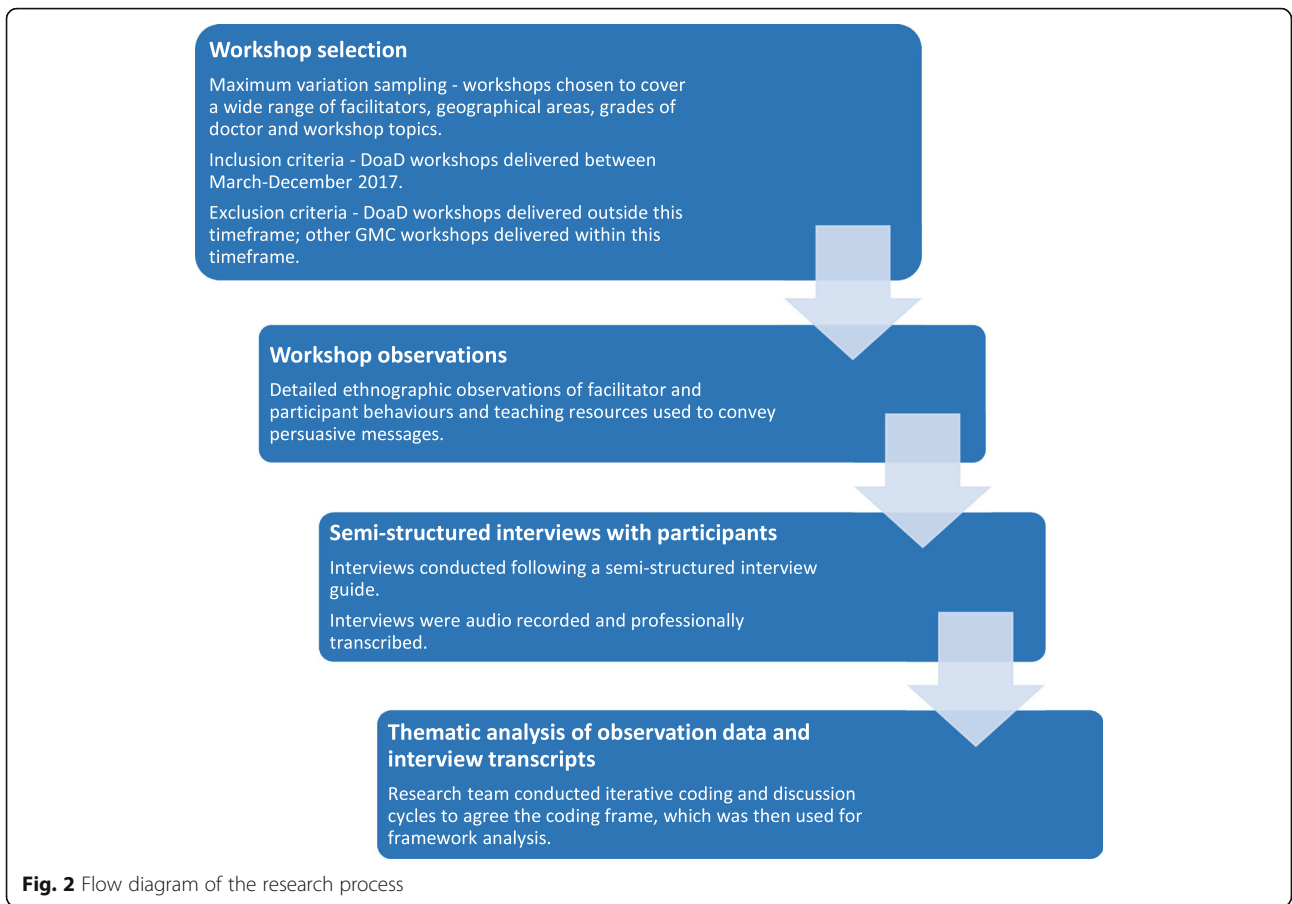 Workshop selection
Maximum variation sampling - workshops chosen to cover
a wide range of facilitators, geographical areas, grades of
doctor and workshop topics.
Inclusion criteria - DoaD workshops delivered between
March-December 2017.
Exclusion criteria - DoaD workshops delivered outside this
timeframe; other GMC workshops delivered within this
timeframe.
Workshop observations
Detailed ethnographic observations of facilitator and
participant behaviours and teaching resources used to convey
persuasive messages.
Semi-structured interviews with participants
Interviews conducted following a semi-structured interview
guide.
Interviews were audio recorded and professionally
transcribed.
Thematic analysis of observation data and
interview transcripts
Research team conducted iterative coding and discussion
cycles to agree the coding frame, which was then used for
framework analysis.
Fig. 2 Flow diagram of the research process